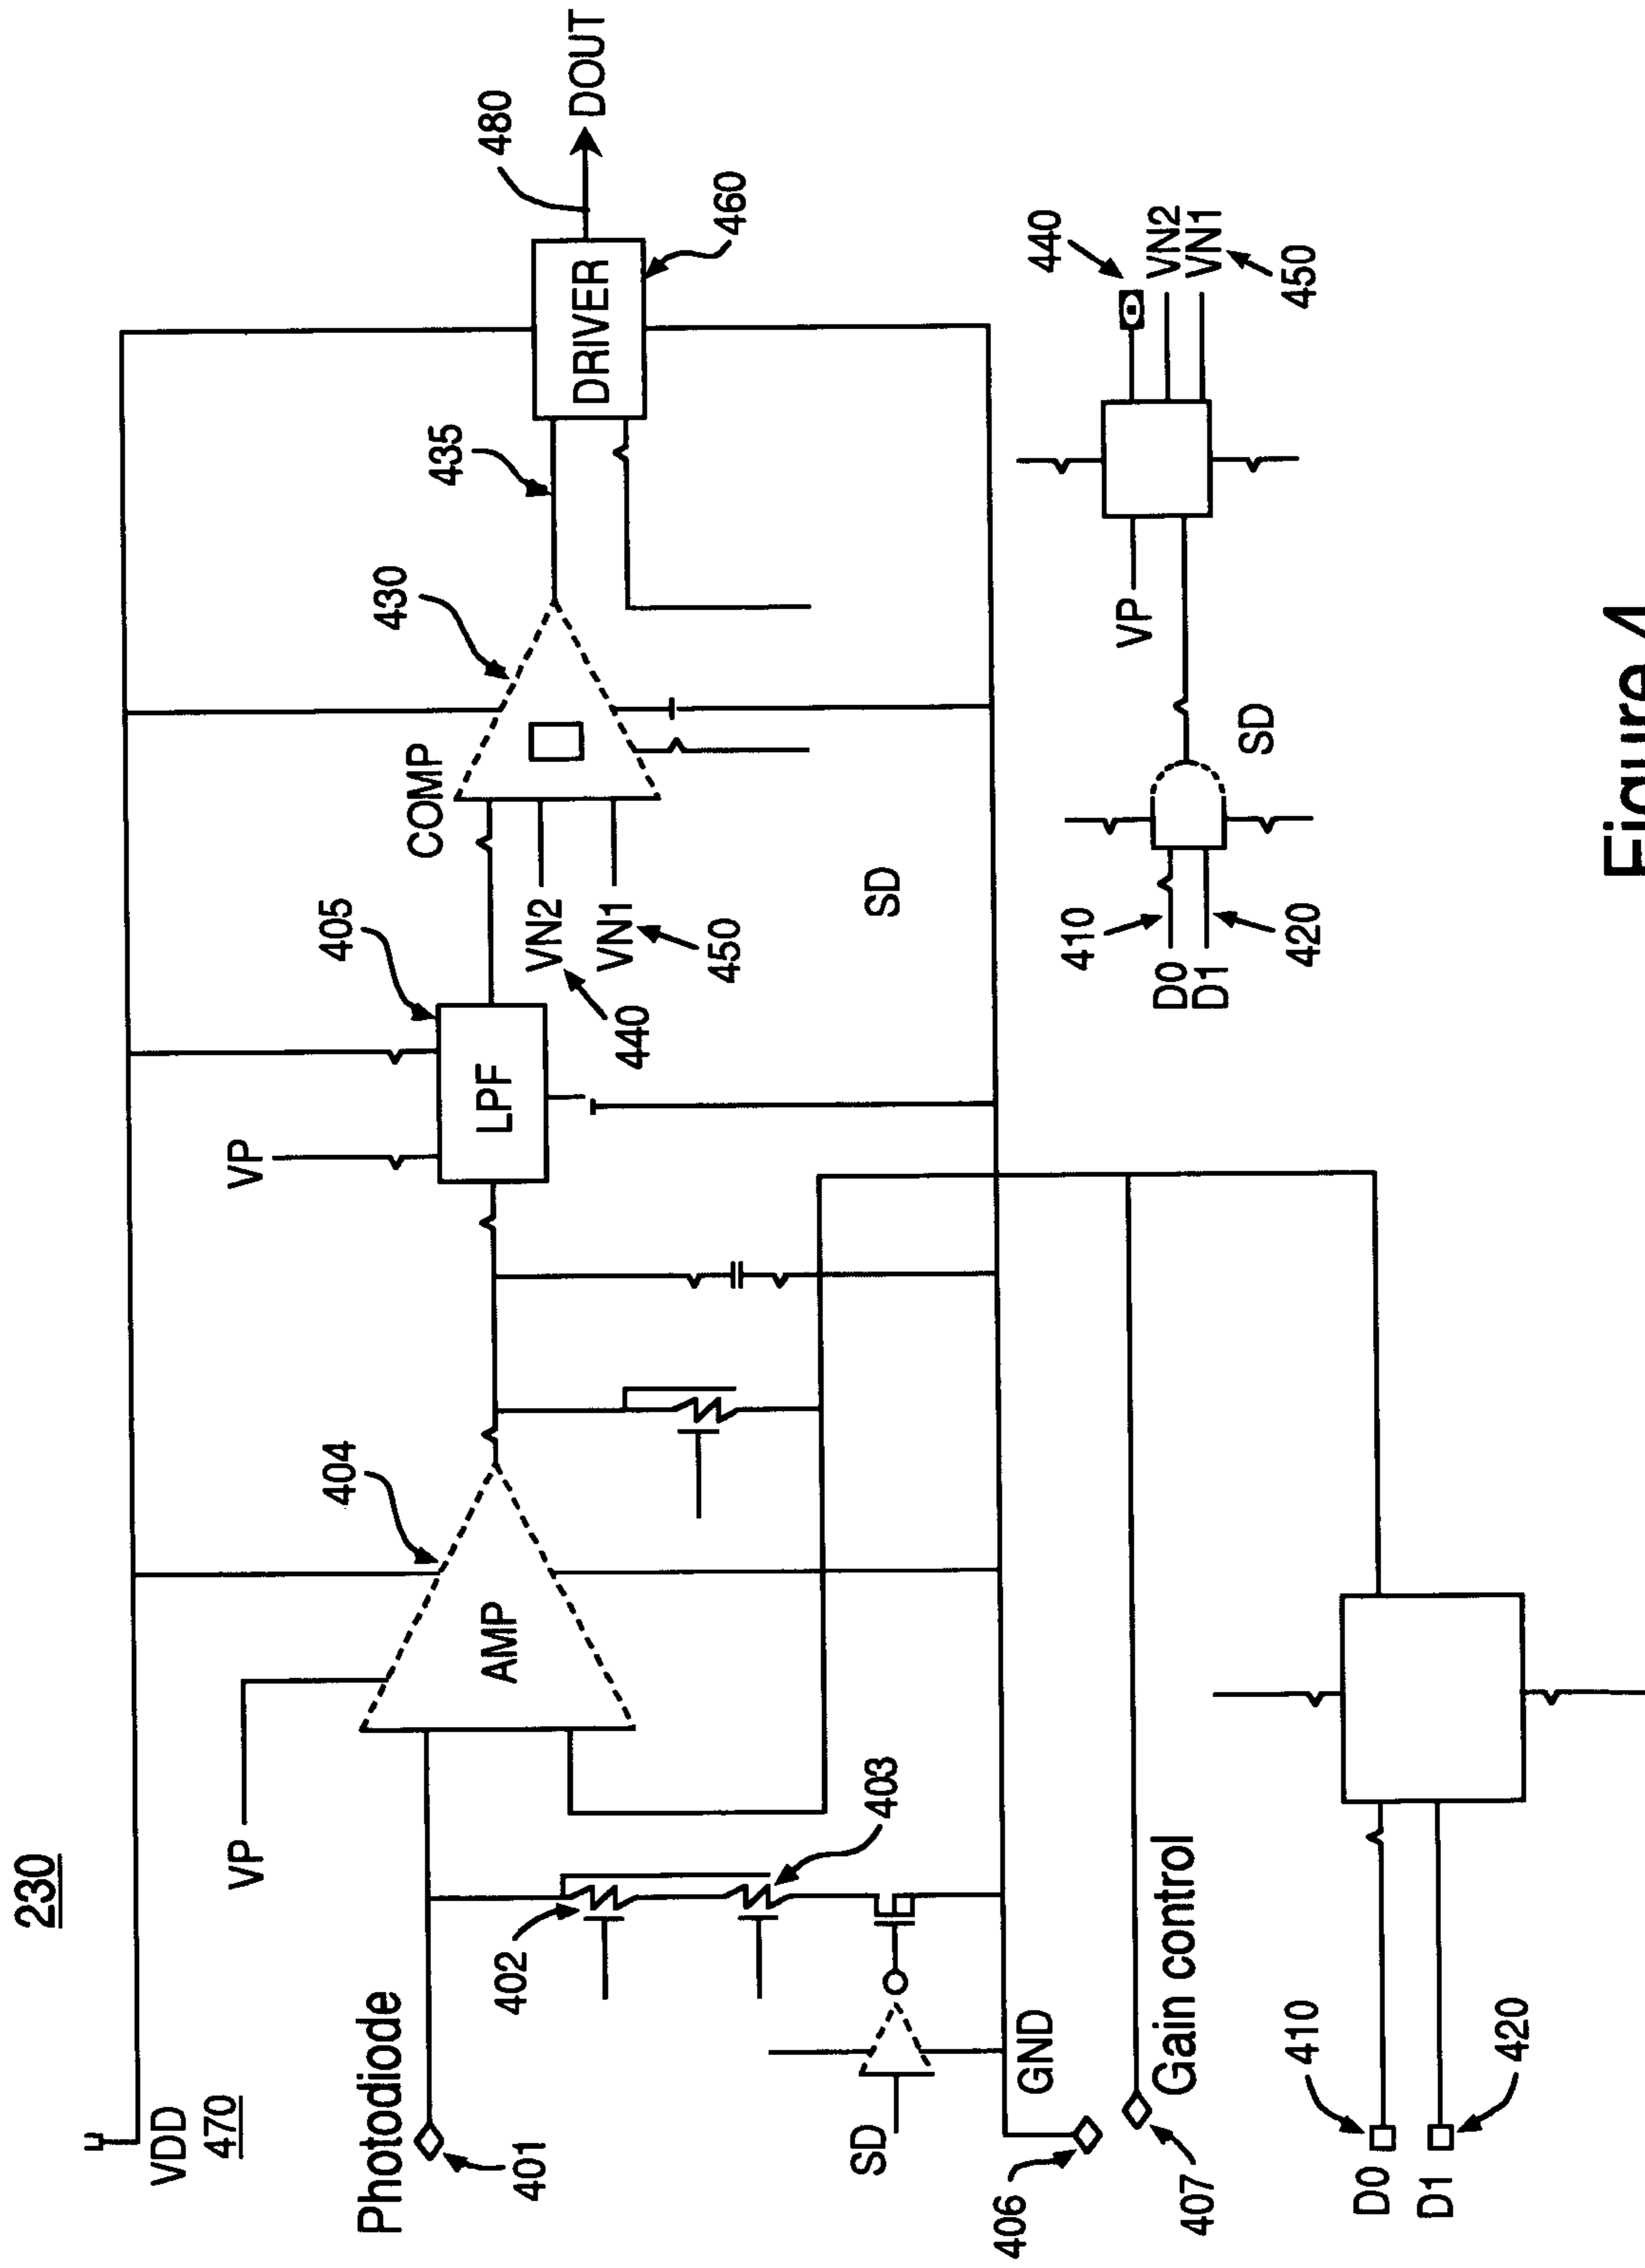 230
VDD
470
VP
Photodiode
401
402
403
SD
AMP
404
VP
LPF
405
COMP
430
VN2
440
VN1
450
435
DRIVER
460
480
DOUT
SD
GND
406
407
Gain control
D0
410
D1
420
410
D0
D1
420
SD
VP
440
VN2
VN1
450
Figure 4